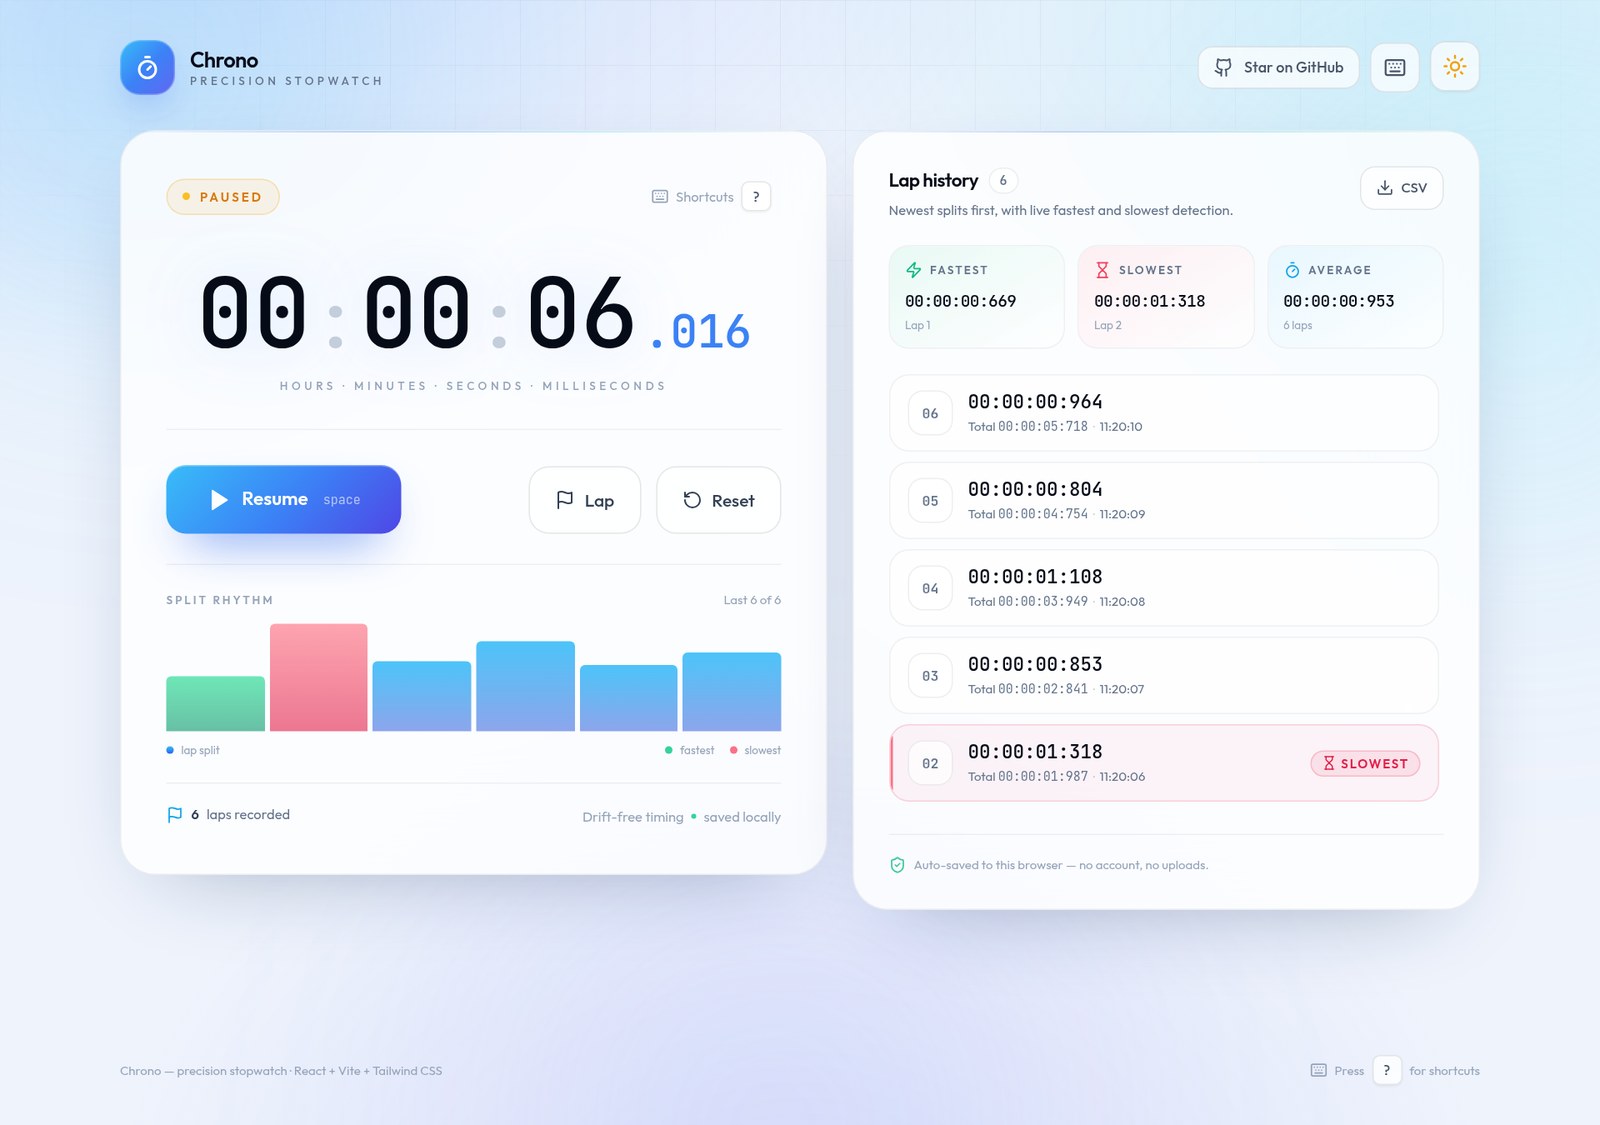 Chrono
PRECISION STOPWATCH
Star on GitHub
PAUSED
Shortcuts ?
00:00:06.016
HOURS · MINUTES · SECONDS · MILLISECONDS
Resume space
Lap
Reset
SPLIT RHYTHM
Last 6 of 6
lap split
fastest
slowest
6 laps recorded
Drift-free timing • saved locally
Lap history 6
Newest splits first, with live fastest and slowest detection.
CSV
FASTEST
00:00:00:669
Lap 1
SLOWEST
00:00:01:318
Lap 2
AVERAGE
00:00:00:953
6 laps
06
00:00:00:964
Total 00:00:05:718 · 11:20:10
05
00:00:00:804
Total 00:00:04:754 · 11:20:09
04
00:00:01:108
Total 00:00:03:949 · 11:20:08
03
00:00:00:853
Total 00:00:02:841 · 11:20:07
02
00:00:01:318
Total 00:00:01:987 · 11:20:06
SLOWEST
Auto-saved to this browser — no account, no uploads.
Chrono — precision stopwatch · React + Vite + Tailwind CSS
Press ? for shortcuts